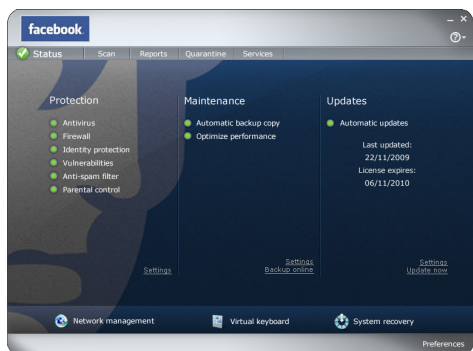 facebook
Status Scan Reports Quarantine Services
Protection
Antivirus
Firewall
Identity protection
Vulnerabilities
Anti-spam filter
Parental control
Settings
Maintenance
Automatic backup copy
Optimize performance
Settings
Backup online
Updates
Automatic updates
Last updated:
22/11/2009
License expires:
06/11/2010
Settings
Update now
Network management Virtual keyboard System recovery
Preferences